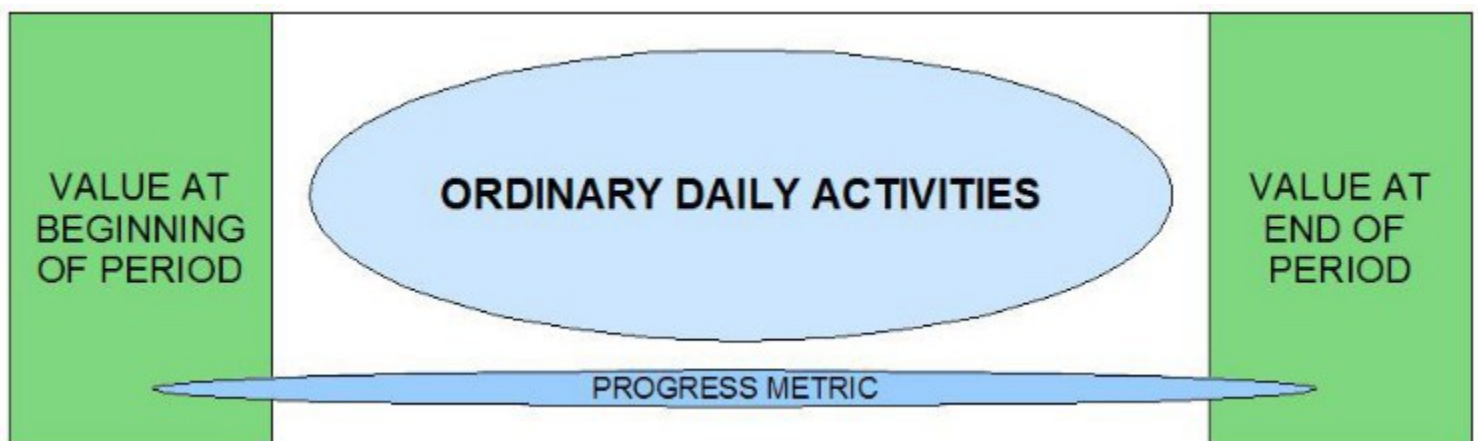 VALUE AT
BEGINNING
OF PERIOD
ORDINARY DAILY ACTIVITIES
VALUE AT
END OF
PERIOD
PROGRESS METRIC